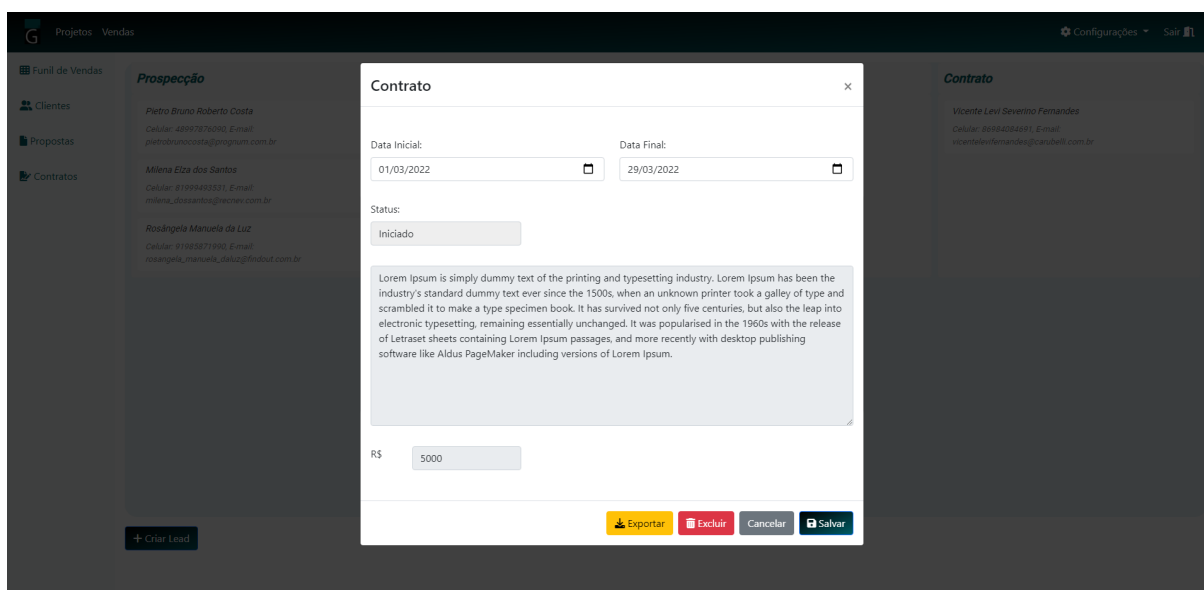 G
Projetos Vendas
Configurações
Sair
Funil de Vendas
Clientes
Propostas
Contratos
Prospecção
Pietro Bruno Roberto Costa
Celular: 48997876090, E-mail:
pietrobrunocosta@prognum.com.br
Milena Elza dos Santos
Celular: 81999493531, E-mail:
milena_dossantos@recnev.com.br
Rosângela Manuela da Luz
Celular: 91985871990, E-mail:
rosangela_manuela_daluz@findout.com.br
+ Criar Lead
Contrato
×
Data Inicial:
Data Final:
01/03/2022
29/03/2022
Status:
Iniciado
Lorem Ipsum is simply dummy text of the printing and typesetting industry. Lorem Ipsum has been the
industry's standard dummy text ever since the 1500s, when an unknown printer took a galley of type and
scrambled it to make a type specimen book. It has survived not only five centuries, but also the leap into
electronic typesetting, remaining essentially unchanged. It was popularised in the 1960s with the release
of Letraset sheets containing Lorem Ipsum passages, and more recently with desktop publishing
software like Aldus PageMaker including versions of Lorem Ipsum.
R$
5000
Exportar
Excluir
Cancelar
Salvar
Contrato
Vicente Levi Severino Fernandes
Celular: 86984084691, E-mail:
vicentelevifernandes@carubelli.com.br